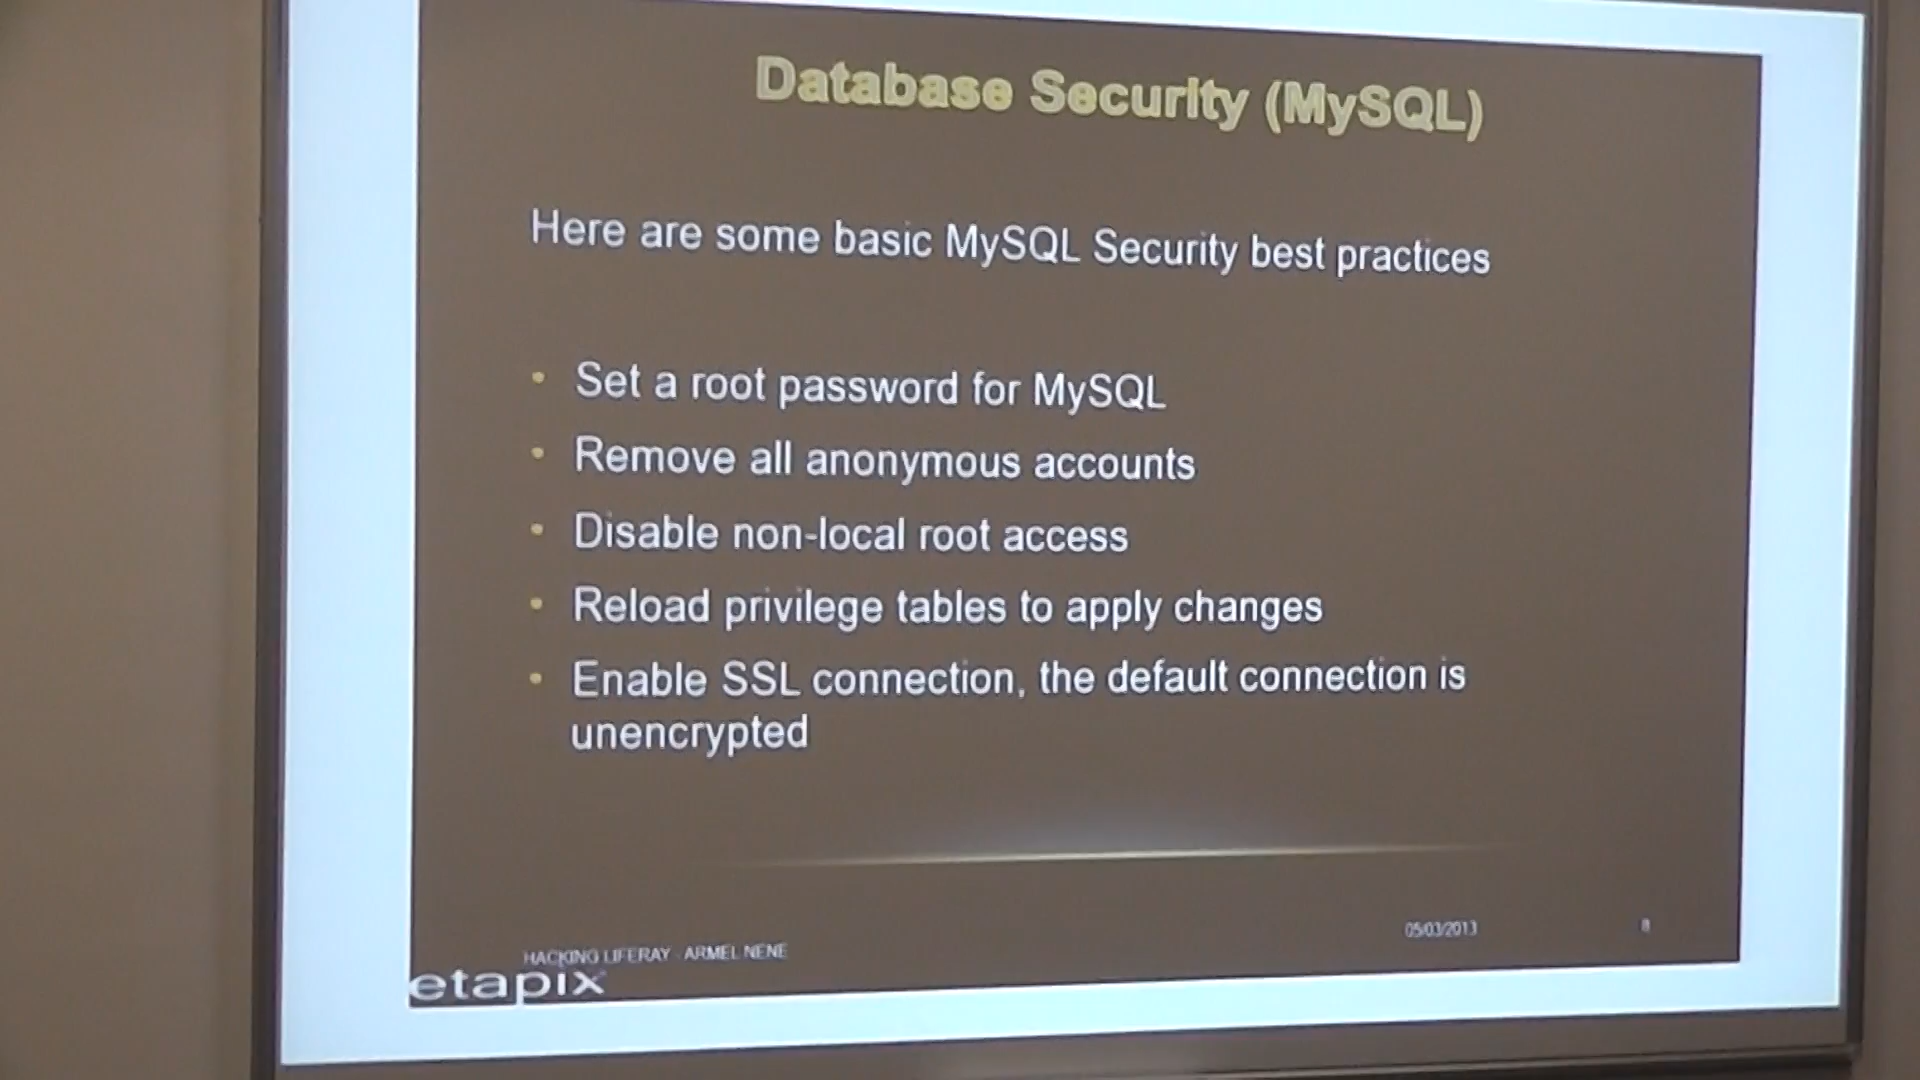 Database Security (MySQL)
Here are some basic MySQL Security best practices
• Set a root password for MySQL
• Remove all anonymous accounts
• Disable non-local root access
• Reload privilege tables to apply changes
• Enable SSL connection, the default connection is
unencrypted
05/03/2013
8
HACKING LIFERAY - ARMEL NENE
etapix